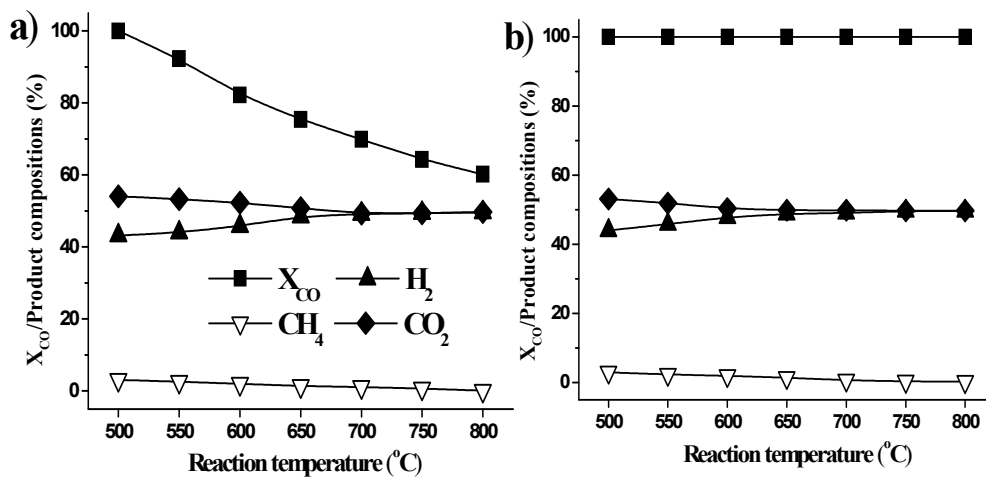 a)
X_CO/Product compositions (%)
100
80
60
40
20
0
X_CO
H_2
CH_4
CO_2
500 550 600 650 700 750 800
Reaction temperature (°C)
b)
X_CO/Product compositions (%)
100
80
60
40
20
0
500 550 600 650 700 750 800
Reaction temperature (°C)